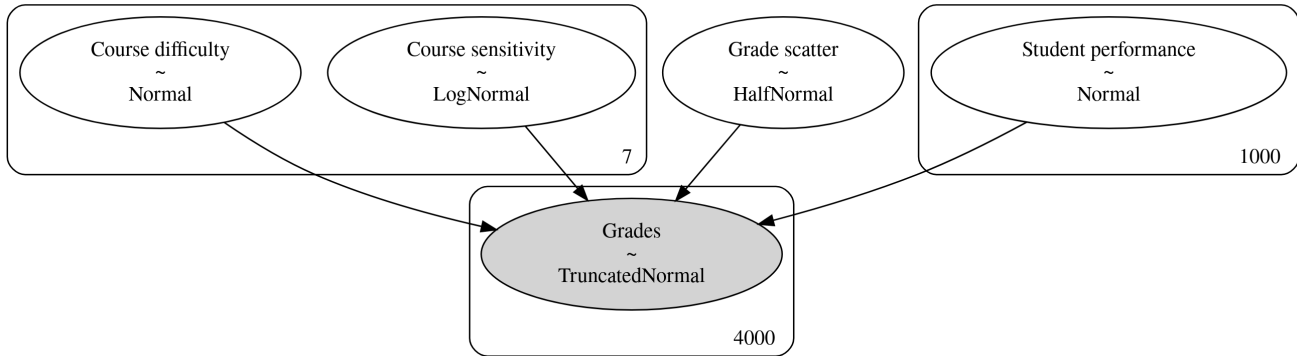 Course difficulty
~
Normal
Course sensitivity
~
LogNormal
Grade scatter
~
HalfNormal
Student performance
~
Normal
7
1000
Grades
~
TruncatedNormal
4000